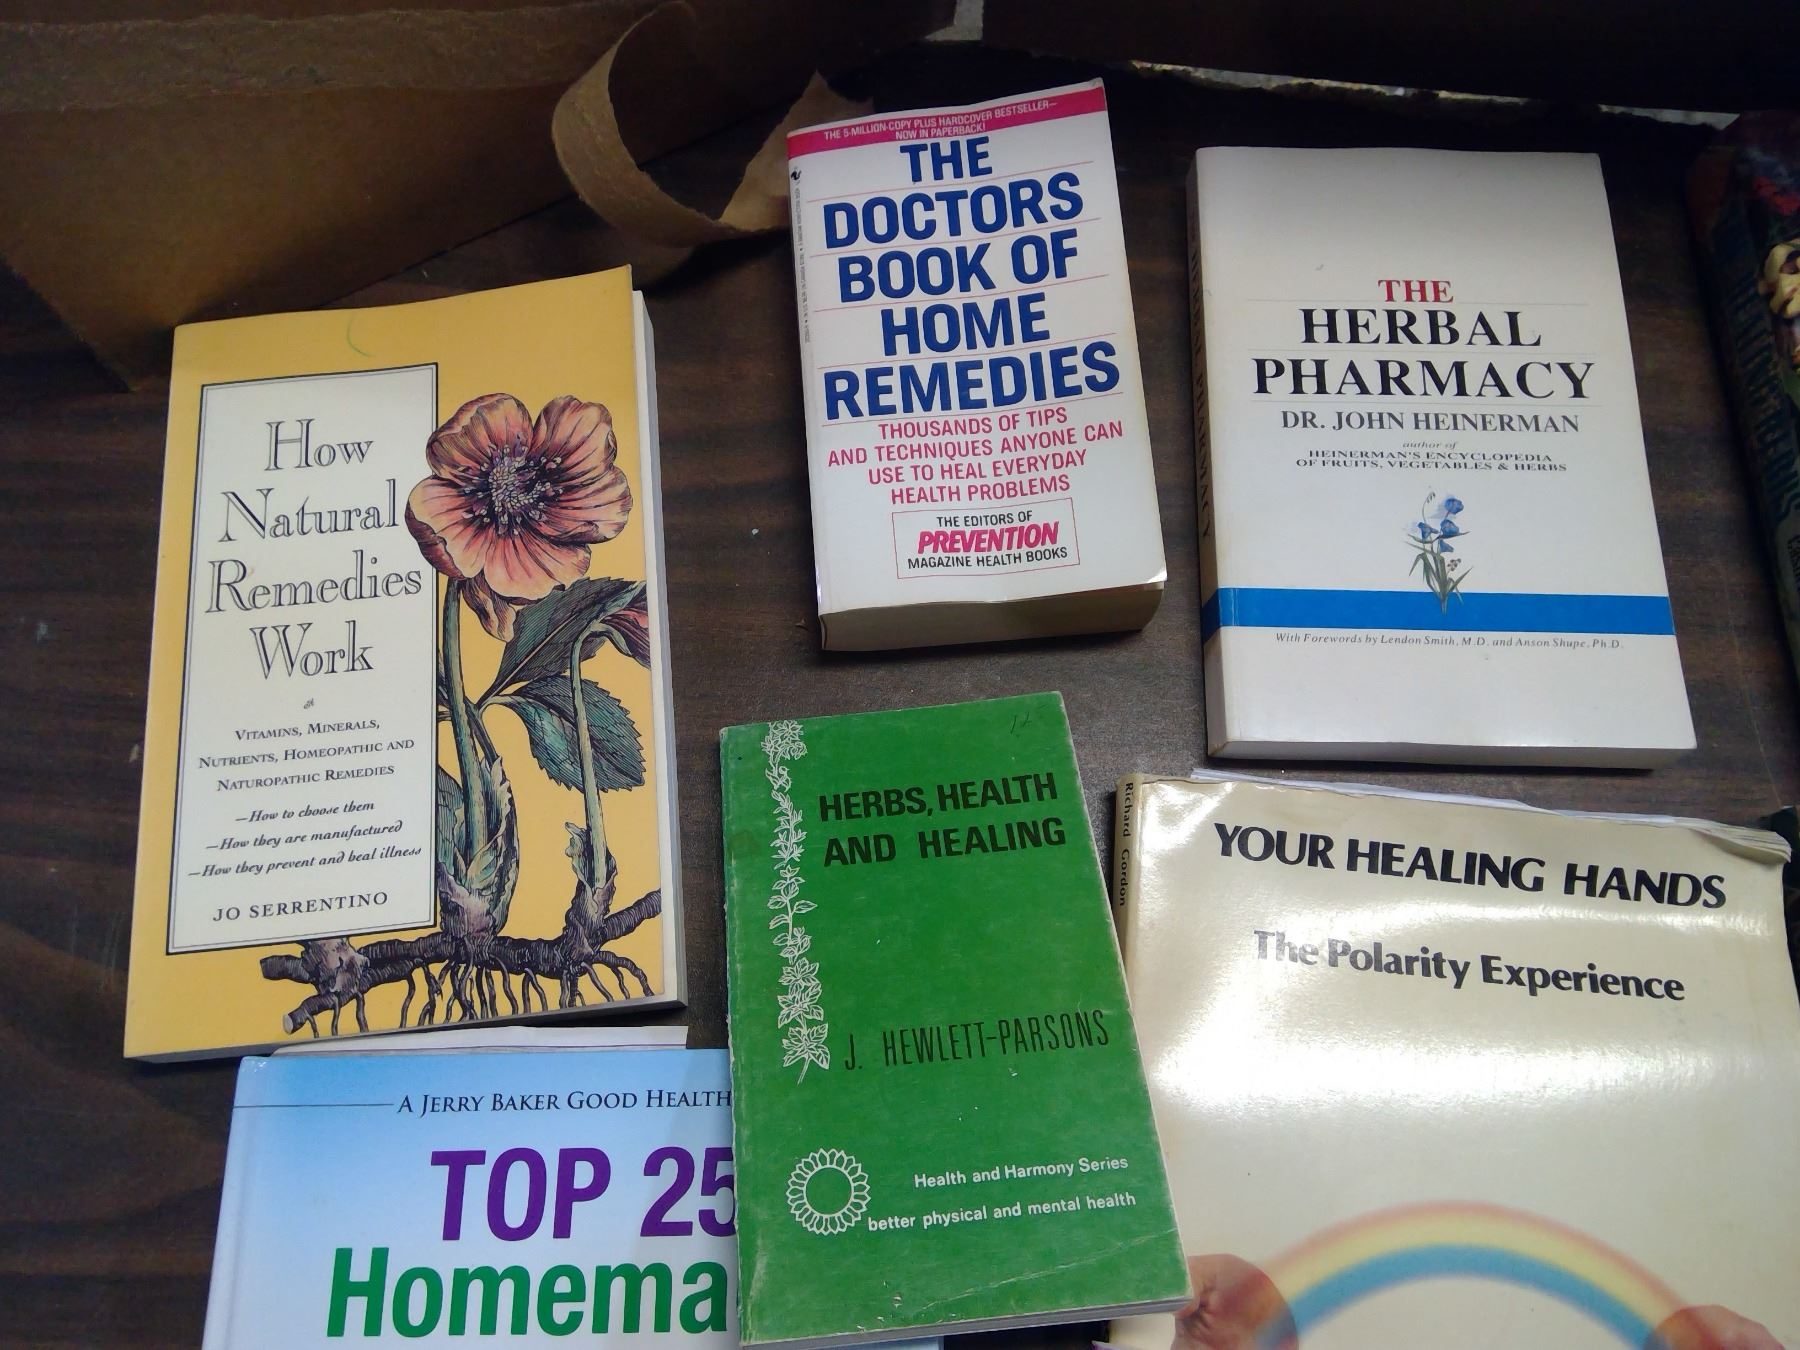 How
Natural
Remedies
Work
VITAMINS, MINERALS,
NUTRIENTS, HOMEOPATHIC AND
NATUROPATHIC REMEDIES
—How to choose them
—How they are manufactured
—How they prevent and heal illness
JO SERRENTINO
THE 5-MILLION-COPY PLUS HARDCOVER BESTSELLER—
NOW IN PAPERBACK!
THE
DOCTORS
BOOK OF
HOME
REMEDIES
THOUSANDS OF TIPS
AND TECHNIQUES ANYONE CAN
USE TO HEAL EVERYDAY
HEALTH PROBLEMS
THE EDITORS OF
PREVENTION
MAGAZINE HEALTH BOOKS
THE
HERBAL
PHARMACY
DR. JOHN HEINERMAN
author of
HEINERMAN'S ENCYCLOPEDIA
OF FRUITS, VEGETABLES & HERBS
With Forewords by Lendon Smith, M.D. and Anson Shupe, Ph.D.
A JERRY BAKER GOOD HEALTH
TOP 25
Homema
HERBS, HEALTH
AND HEALING
J. HEWLETT-PARSONS
Health and Harmony Series
better physical and mental health
Richard Gordon
YOUR HEALING HANDS
The Polarity Experience